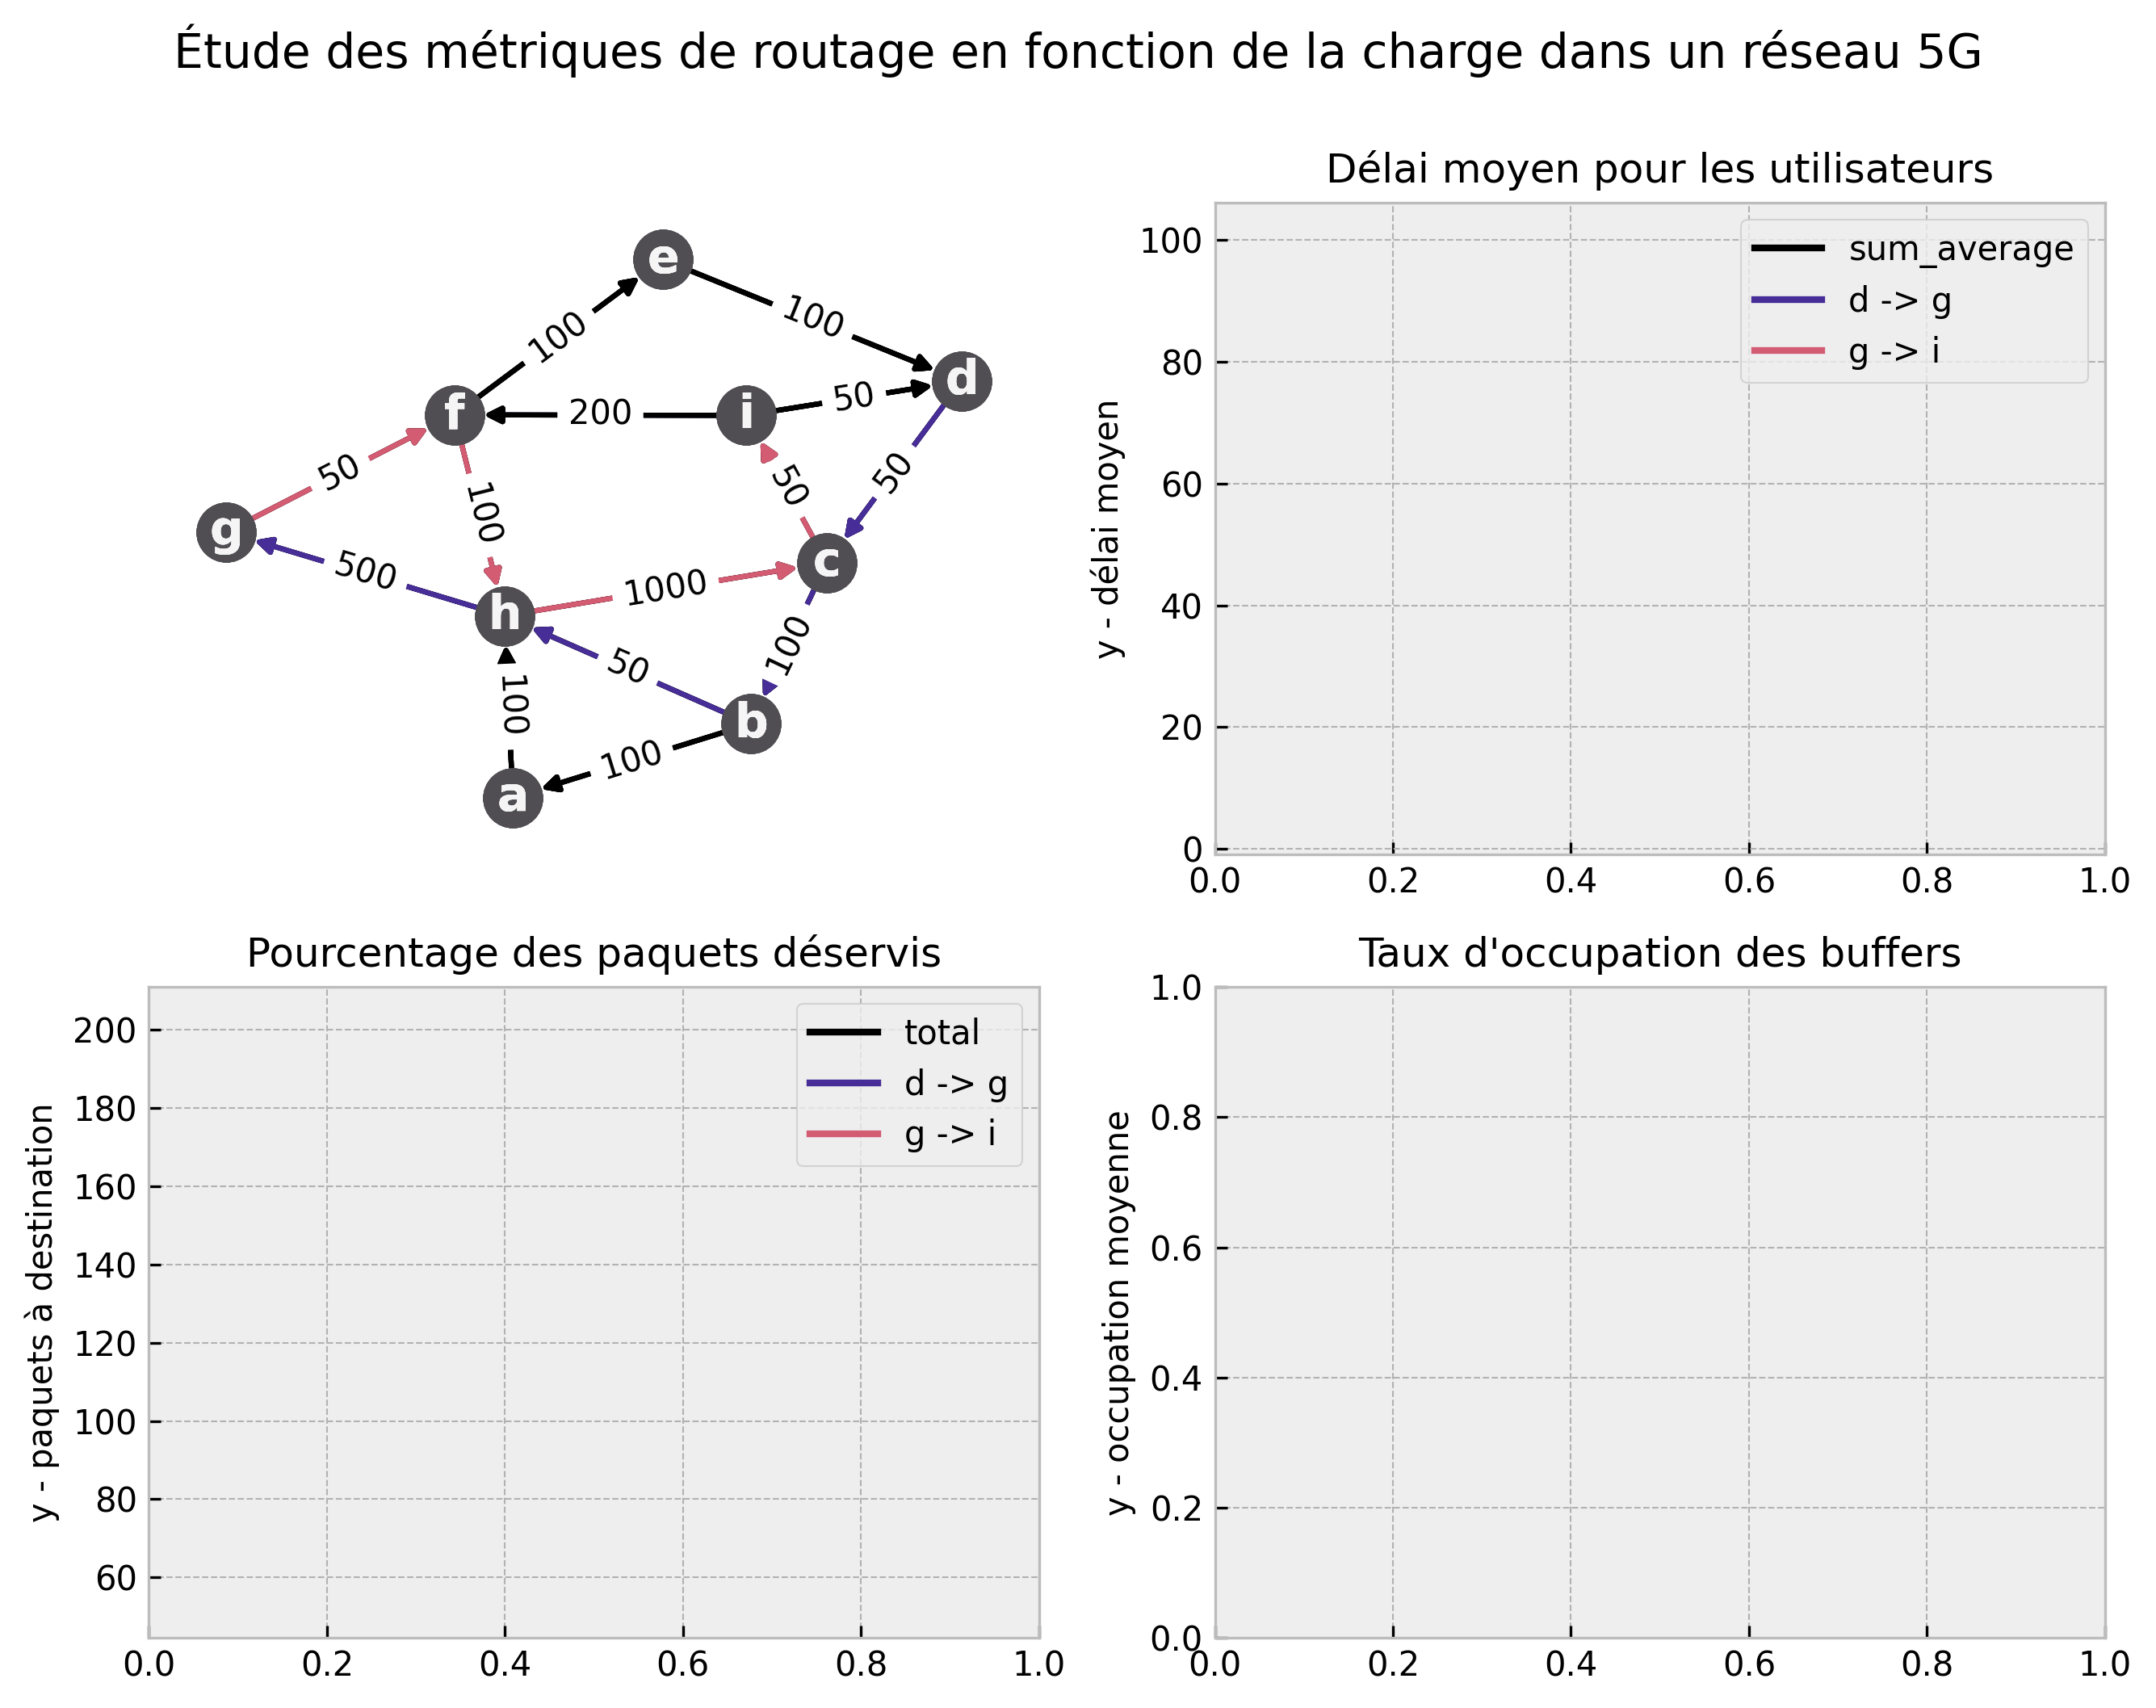 Étude des métriques de routage en fonction de la charge dans un réseau 5G
e
100
100
d
f
200
i
50
50
100
50
50
g
500
1000
c
h
50
100
100
b
100
a
Délai moyen pour les utilisateurs
y - délai moyen
100
80
60
40
20
0
sum_average
d -> g
g -> i
0.0 0.2 0.4 0.6 0.8 1.0
Pourcentage des paquets déservis
y - paquets à destination
200
180
160
140
120
100
80
60
total
d -> g
g -> i
0.0 0.2 0.4 0.6 0.8 1.0
Taux d'occupation des buffers
y - occupation moyenne
1.0
0.8
0.6
0.4
0.2
0.0
0.0 0.2 0.4 0.6 0.8 1.0